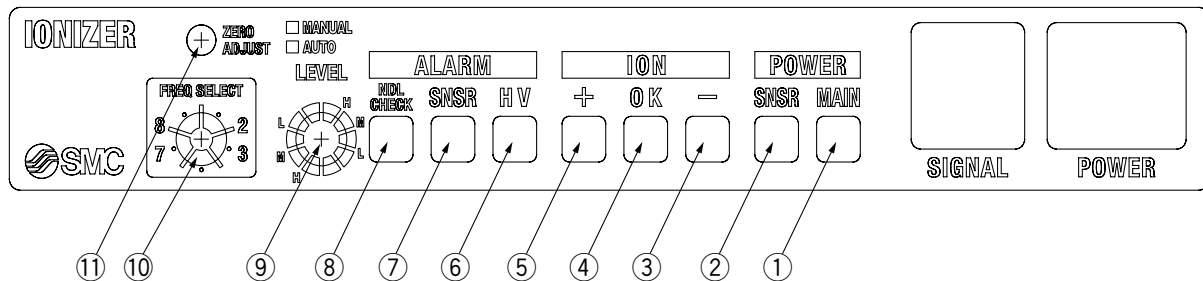 IONIZER
ZERO
ADJUST
MANUAL
AUTO
LEVEL
FREQ SELECT
8 2
7 3
SMC
H
L M
M L
H
ALARM ION POWER
NDL
CHECK SNSR HV + OK − SNSR MAIN
SIGNAL POWER
⑪ ⑩ ⑨ ⑧ ⑦ ⑥ ⑤ ④ ③ ② ①